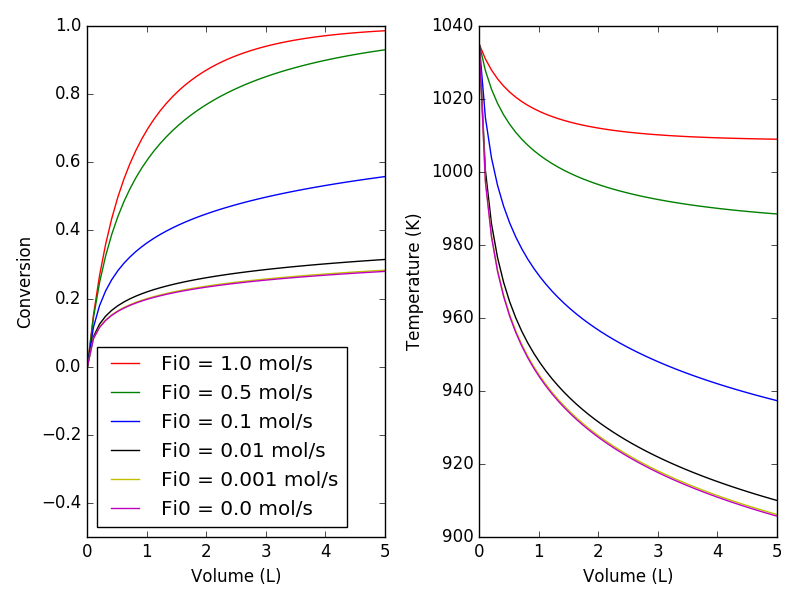 1.0
0.8
0.6
0.4
0.2
0.0
−0.2
−0.4
Conversion
Fi0 = 1.0 mol/s
Fi0 = 0.5 mol/s
Fi0 = 0.1 mol/s
Fi0 = 0.01 mol/s
Fi0 = 0.001 mol/s
Fi0 = 0.0 mol/s
0 1 2 3 4 5
Volume (L)
1040
1020
1000
980
960
940
920
900
Temperature (K)
0 1 2 3 4 5
Volume (L)